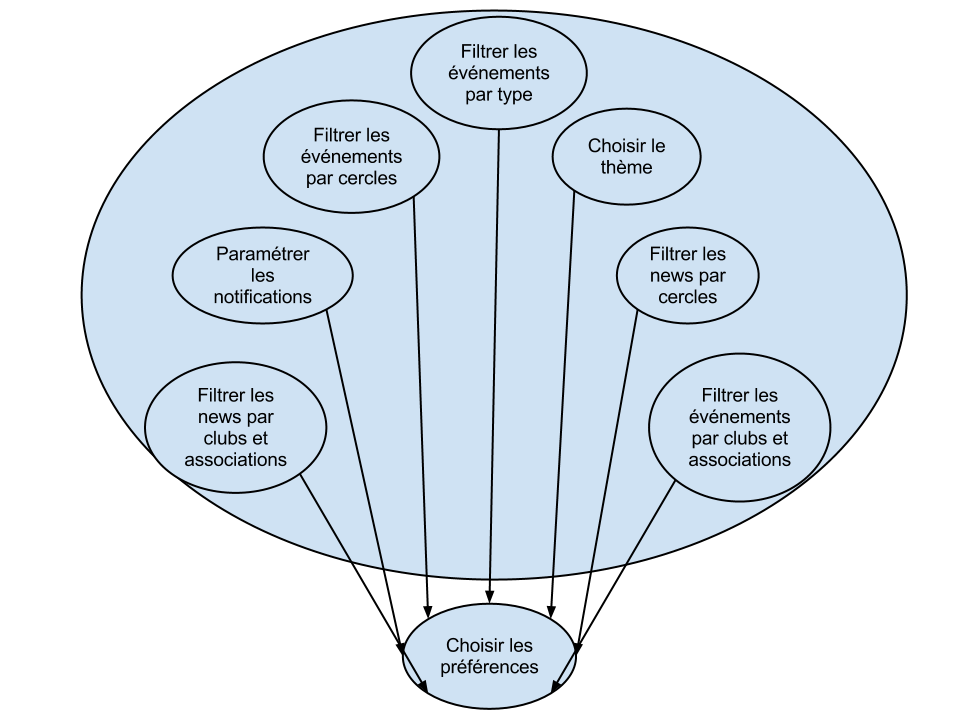 Filtrer les
événements
par type
Filtrer les
événements
par cercles
Choisir le
thème
Paramétrer
les
notifications
Filtrer les
news par
cercles
Filtrer les
news par
clubs et
associations
Filtrer les
événements
par clubs et
associations
Choisir les
préférences